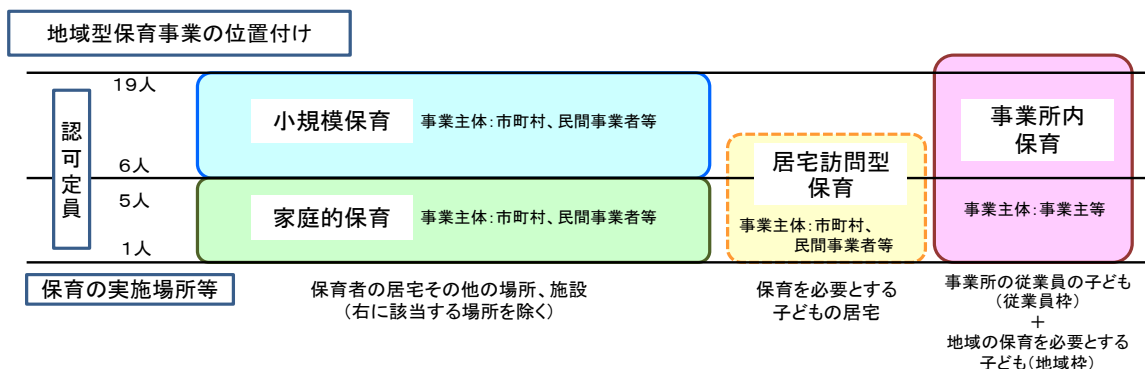 地域型保育事業の位置付け
認可定員
19人
6人
5人
1人
小規模保育
事業主体:市町村、民間事業者等
家庭的保育
事業主体:市町村、民間事業者等
居宅訪問型
保育
事業主体:市町村、
民間事業者等
事業所内
保育
事業主体:事業主等
保育の実施場所等
保育者の居宅その他の場所、施設
(右に該当する場所を除く)
保育を必要とする
子どもの居宅
事業所の従業員の子ども
(従業員枠)
+
地域の保育を必要とする
子ども(地域枠)